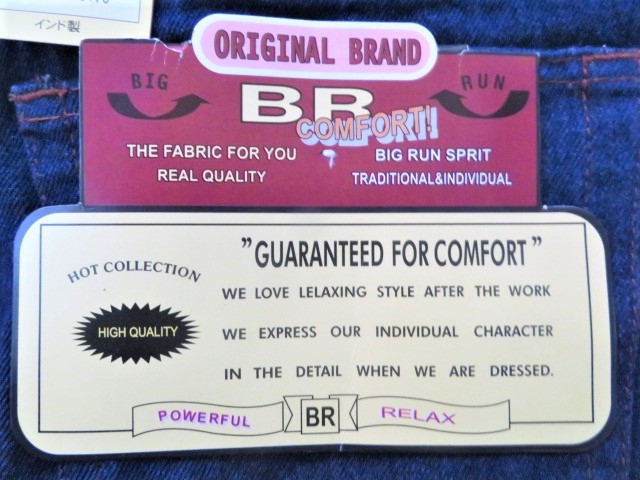 インド製
ORIGINAL BRAND
BIG
RUN
BR
COMFORT!
THE FABRIC FOR YOU
REAL QUALITY
BIG RUN SPRIT
TRADITIONAL&INDIVIDUAL
HOT COLLECTION
HIGH QUALITY
"GUARANTEED FOR COMFORT"
WE LOVE LELAXING STYLE AFTER THE WORK
WE EXPRESS OUR INDIVIDUAL CHARACTER
IN THE DETAIL WHEN WE ARE DRESSED.
POWERFUL
BR
RELAX